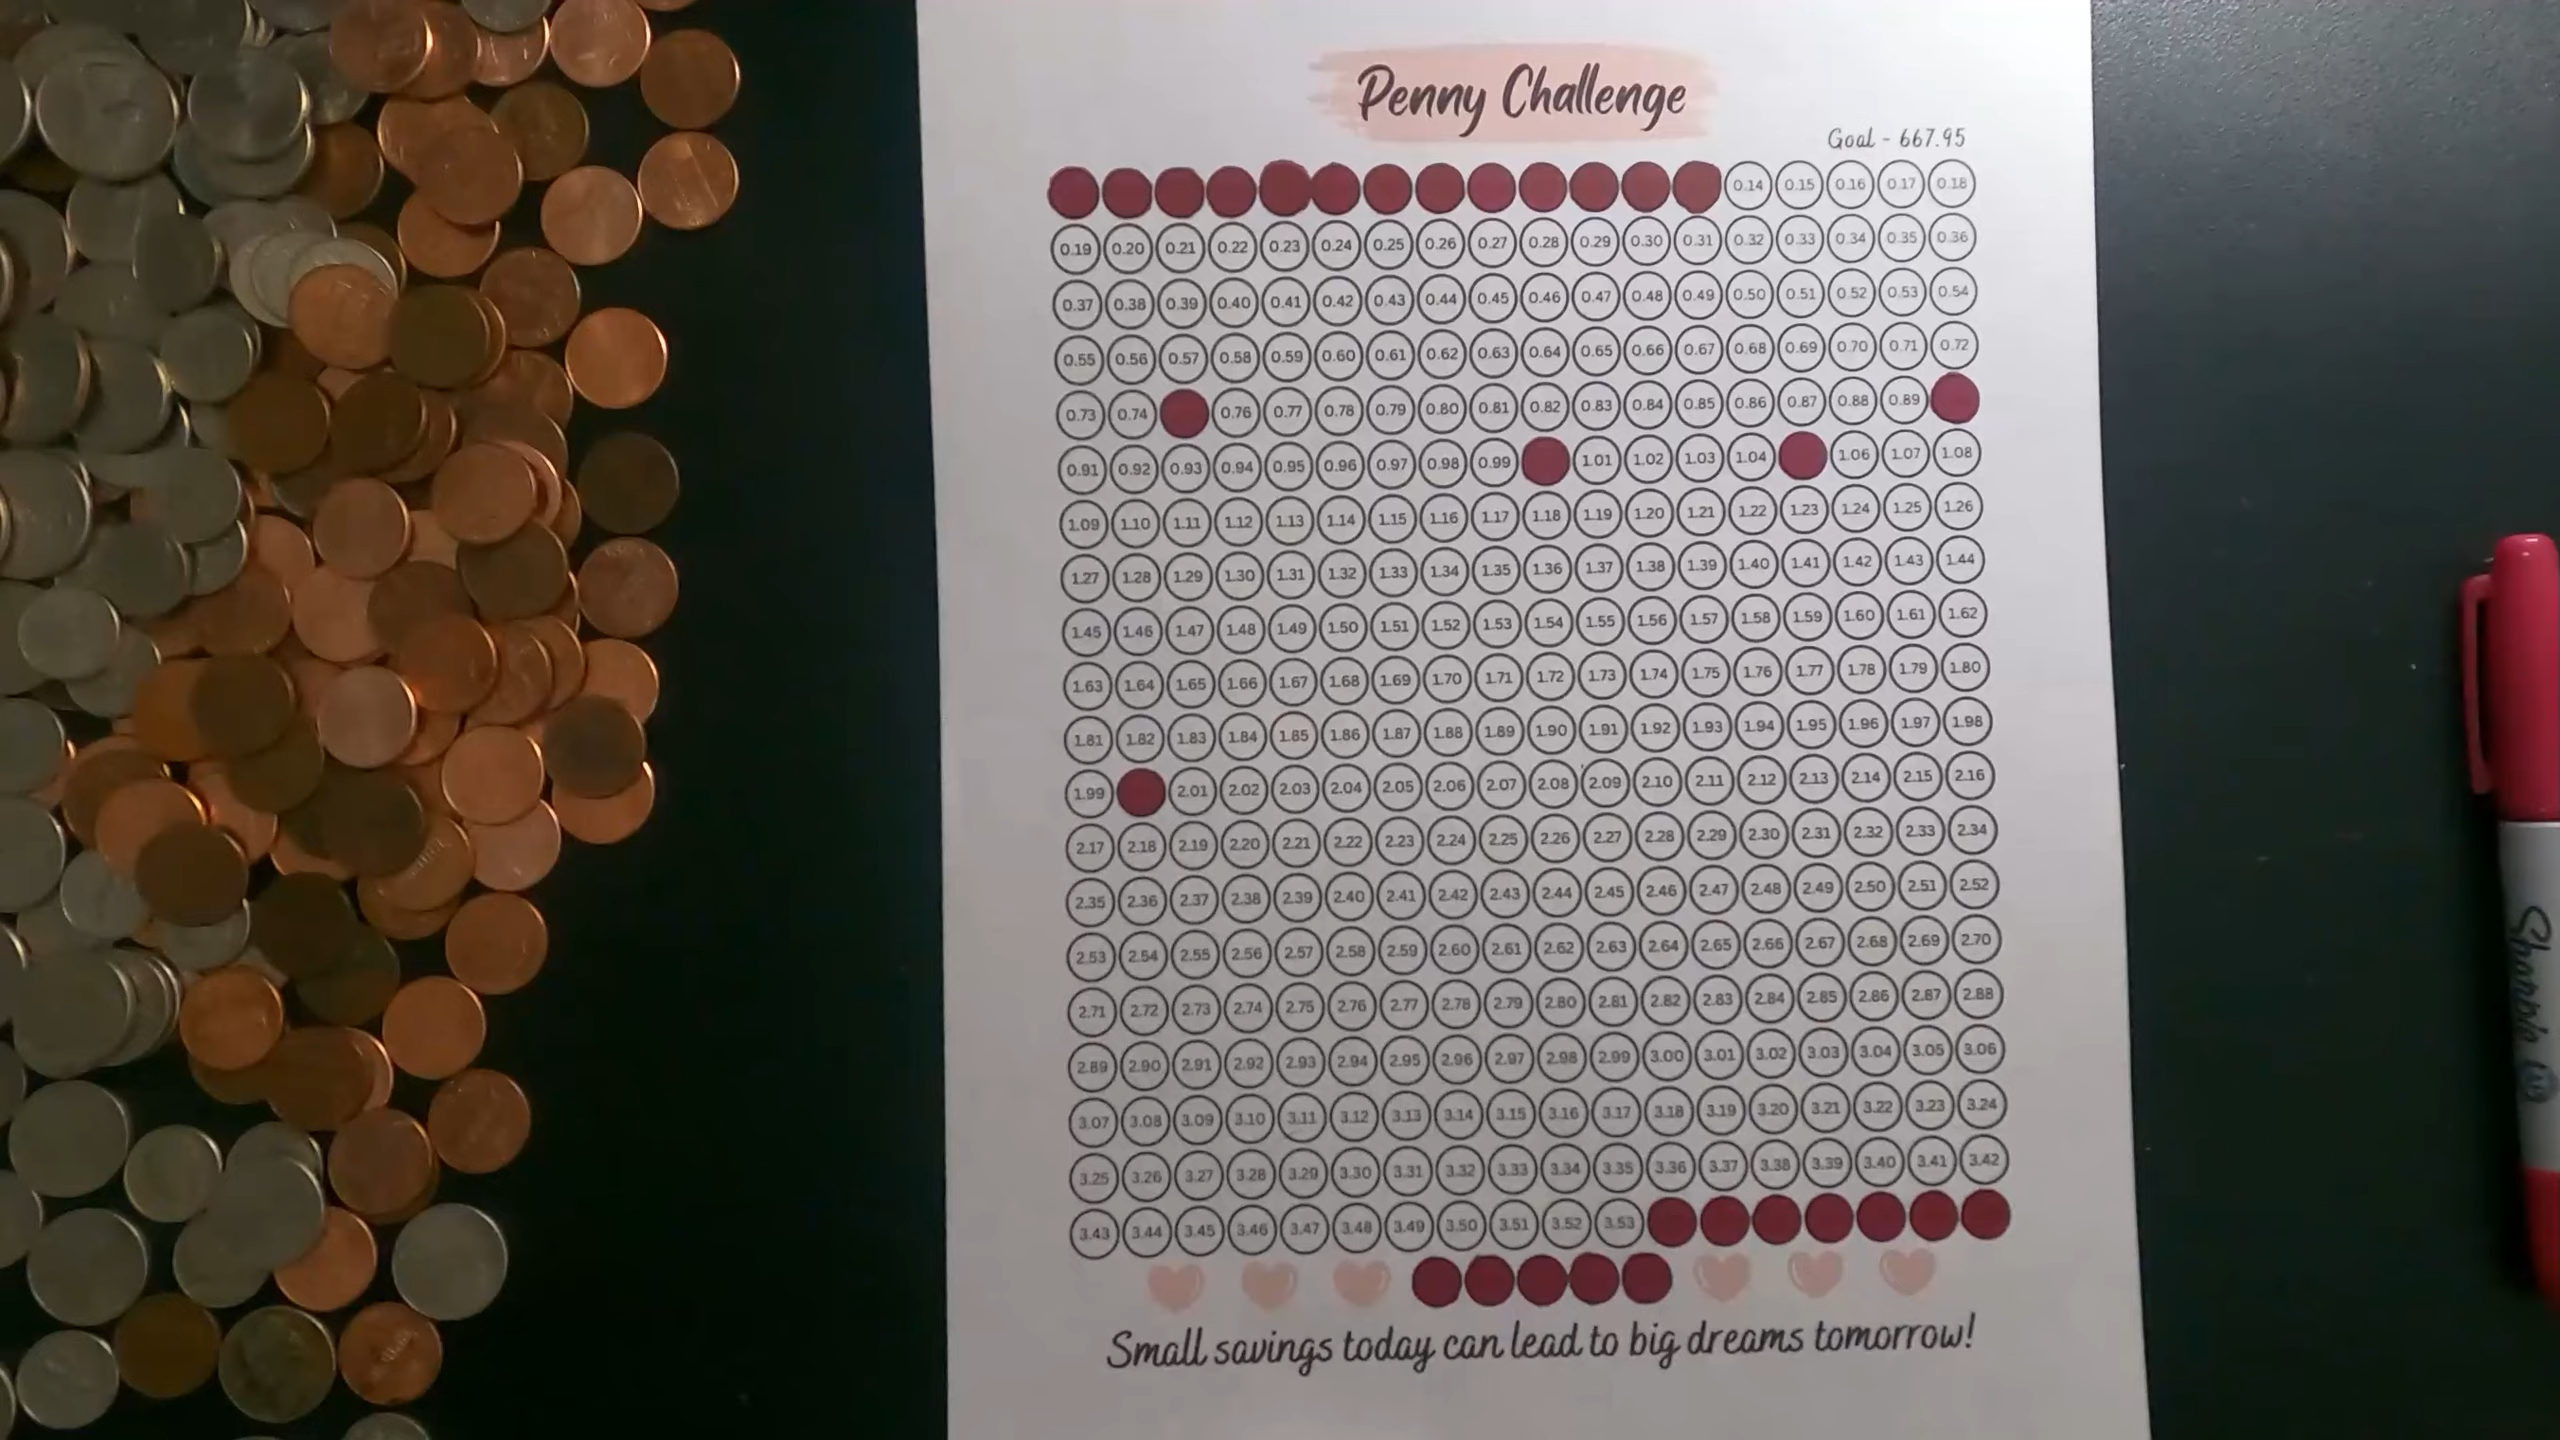 Penny Challenge
Goal - 667.95
0.14 0.15 0.16 0.17 0.18
0.19 0.20 0.21 0.22 0.23 0.24 0.25 0.26 0.27 0.28 0.29 0.30 0.31 0.32 0.33 0.34 0.35 0.36
0.37 0.38 0.39 0.40 0.41 0.42 0.43 0.44 0.45 0.46 0.47 0.48 0.49 0.50 0.51 0.52 0.53 0.54
0.55 0.56 0.57 0.58 0.59 0.60 0.61 0.62 0.63 0.64 0.65 0.66 0.67 0.68 0.69 0.70 0.71 0.72
0.73 0.74 0.76 0.77 0.78 0.79 0.80 0.81 0.82 0.83 0.84 0.85 0.86 0.87 0.88 0.89
0.91 0.92 0.93 0.94 0.95 0.96 0.97 0.98 0.99 1.01 1.02 1.03 1.04 1.06 1.07 1.08
1.09 1.10 1.11 1.12 1.13 1.14 1.15 1.16 1.17 1.18 1.19 1.20 1.21 1.22 1.23 1.24 1.25 1.26
1.27 1.28 1.29 1.30 1.31 1.32 1.33 1.34 1.35 1.36 1.37 1.38 1.39 1.40 1.41 1.42 1.43 1.44
1.45 1.46 1.47 1.48 1.49 1.50 1.51 1.52 1.53 1.54 1.55 1.56 1.57 1.58 1.59 1.60 1.61 1.62
1.63 1.64 1.65 1.66 1.67 1.68 1.69 1.70 1.71 1.72 1.73 1.74 1.75 1.76 1.77 1.78 1.79 1.80
1.81 1.82 1.83 1.84 1.85 1.86 1.87 1.88 1.89 1.90 1.91 1.92 1.93 1.94 1.95 1.96 1.97 1.98
1.99 2.01 2.02 2.03 2.04 2.05 2.06 2.07 2.08 2.09 2.10 2.11 2.12 2.13 2.14 2.15 2.16
2.17 2.18 2.19 2.20 2.21 2.22 2.23 2.24 2.25 2.26 2.27 2.28 2.29 2.30 2.31 2.32 2.33 2.34
2.35 2.36 2.37 2.38 2.39 2.40 2.41 2.42 2.43 2.44 2.45 2.46 2.47 2.48 2.49 2.50 2.51 2.52
2.53 2.54 2.55 2.56 2.57 2.58 2.59 2.60 2.61 2.62 2.63 2.64 2.65 2.66 2.67 2.68 2.69 2.70
2.71 2.72 2.73 2.74 2.75 2.76 2.77 2.78 2.79 2.80 2.81 2.82 2.83 2.84 2.85 2.86 2.87 2.88
2.89 2.90 2.91 2.92 2.93 2.94 2.95 2.96 2.97 2.98 2.99 3.00 3.01 3.02 3.03 3.04 3.05 3.06
3.07 3.08 3.09 3.10 3.11 3.12 3.13 3.14 3.15 3.16 3.17 3.18 3.19 3.20 3.21 3.22 3.23 3.24
3.25 3.26 3.27 3.28 3.29 3.30 3.31 3.32 3.33 3.34 3.35 3.36 3.37 3.38 3.39 3.40 3.41 3.42
3.43 3.44 3.45 3.46 3.47 3.48 3.49 3.50 3.51 3.52 3.53
Small savings today can lead to big dreams tomorrow!
Sharpie